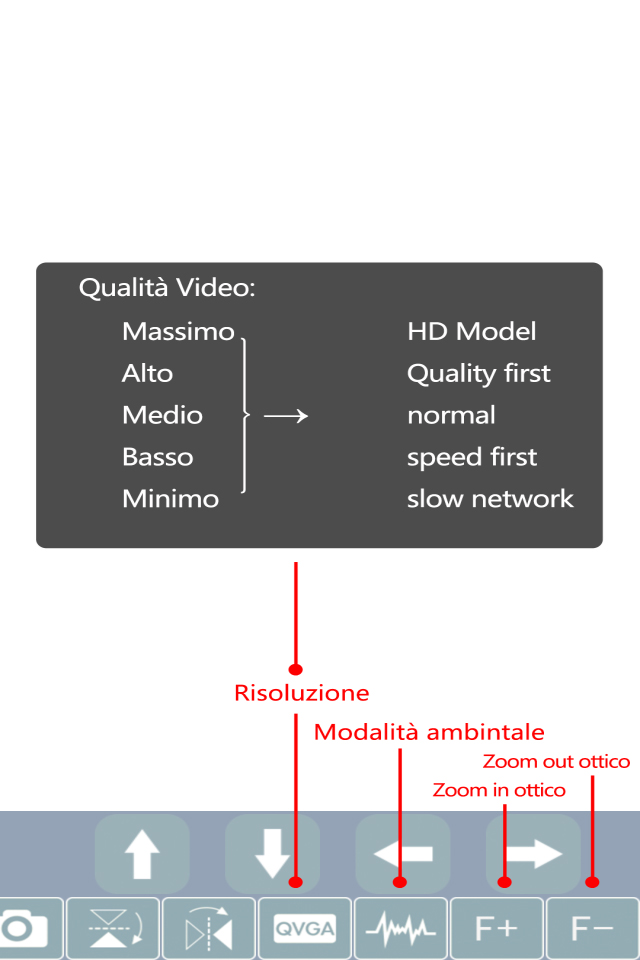 Qualità Video:
Massimo HD Model
Alto Quality first
Medio normal
Basso speed first
Minimo slow network
Risoluzione
Modalità ambintale
Zoom out ottico
Zoom in ottico
QVGA F+ F−